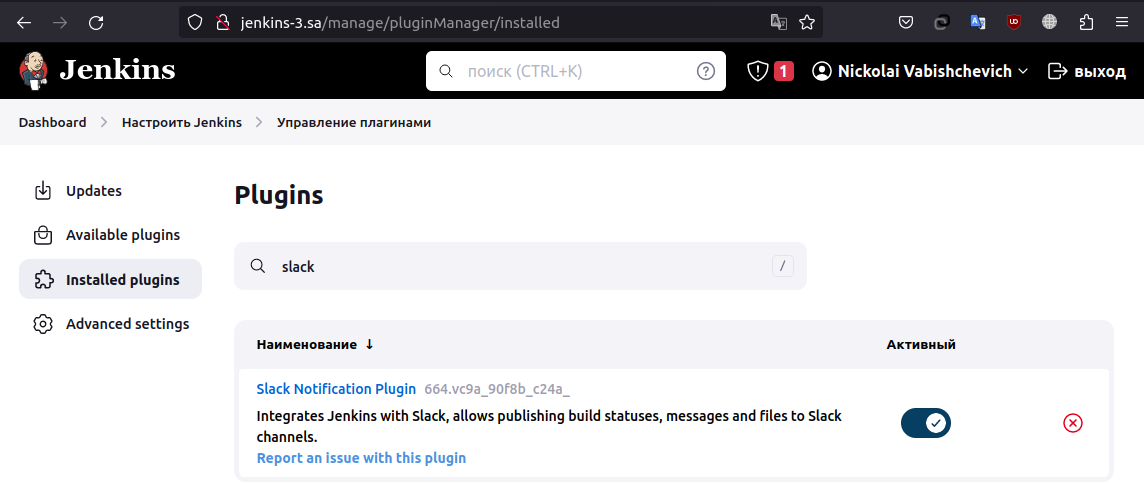 jenkins-3.sa/manage/pluginManager/installed
Jenkins
поиск (CTRL+K)
1
Nickolai Vabishchevich
выход
Dashboard
Настроить Jenkins
Управление плагинами
Updates
Available plugins
Installed plugins
Advanced settings
Plugins
slack
/
Наименование ↓
Активный
Slack Notification Plugin 664.vc9a_90f8b_c24a_
Integrates Jenkins with Slack, allows publishing build statuses, messages and files to Slack
channels.
Report an issue with this plugin